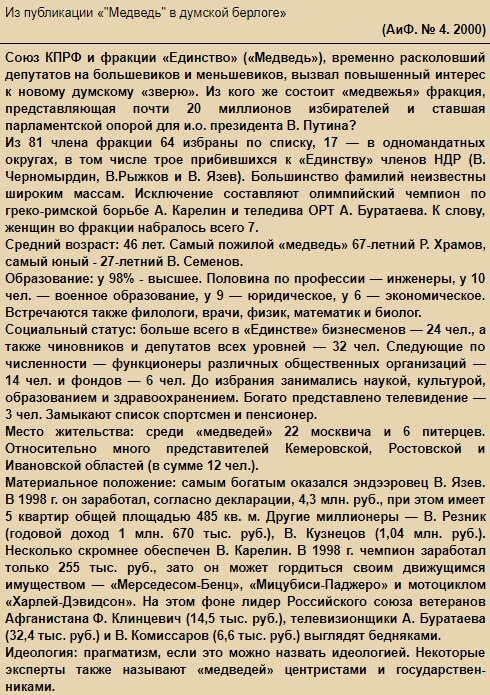 Из публикации «"Медведь" в думской берлоге»
(АиФ. № 4. 2000)
Союз КПРФ и фракции «Единство» («Медведь»), временно расколовший
депутатов на большевиков и меньшевиков, вызвал повышенный интерес
к новому думскому «зверю». Из кого же состоит «медвежья» фракция,
представляющая почти 20 миллионов избирателей и ставшая
парламентской опорой для и.о. президента В. Путина?
Из 81 члена фракции 64 избраны по списку, 17 — в одномандатных
округах, в том числе трое прибившихся к «Единству» членов НДР (В.
Черномырдин, В.Рыжков и В. Язев). Большинство фамилий неизвестны
широким массам. Исключение составляют олимпийский чемпион по
греко-римской борьбе А. Карелин и теледива ОРТ А. Буратаева. К слову,
женщин во фракции набралось всего 7.
Средний возраст: 46 лет. Самый пожилой «медведь» 67-летний Р. Храмов,
самый юный - 27-летний В. Семенов.
Образование: у 98% - высшее. Половина по профессии — инженеры, у 10
чел. — военное образование, у 9 — юридическое, у 6 — экономическое.
Встречаются также филологи, врачи, физик, математик и биолог.
Социальный статус: больше всего в «Единстве» бизнесменов — 24 чел., а
также чиновников и депутатов всех уровней — 32 чел. Следующие по
численности — функционеры различных общественных организаций —
14 чел. и фондов — 6 чел. До избрания занимались наукой, культурой,
образованием и здравоохранением. Богато представлено телевидение —
3 чел. Замыкают список спортсмен и пенсионер.
Место жительства: среди «медведей» 22 москвича и 6 питерцев.
Относительно много представителей Кемеровской, Ростовской и
Ивановской областей (в сумме 12 чел.).
Материальное положение: самым богатым оказался эндээровец В. Язев.
В 1998 г. он заработал, согласно декларации, 4,3 млн. руб., при этом имеет
5 квартир общей площадью 485 кв. м. Другие миллионеры — В. Резник
(годовой доход 1 млн. 670 тыс. руб.), В. Кузнецов (1,04 млн. руб.).
Несколько скромнее обеспечен В. Карелин. В 1998 г. чемпион заработал
только 255 тыс. руб., зато он может гордиться своим движущимся
имуществом — «Мерседесом-Бенц», «Мицубиси-Паджеро» и мотоциклом
«Харлей-Дэвидсон». На этом фоне лидер Российского союза ветеранов
Афганистана Ф. Клинцевич (14,5 тыс. руб.), телевизионщики А. Буратаева
(32,4 тыс. руб.) и В. Комиссаров (6,6 тыс. руб.) выглядят бедняками.
Идеология: прагматизм, если это можно назвать идеологией. Некоторые
эксперты также называют «медведей» центристами и государствен-
никами.